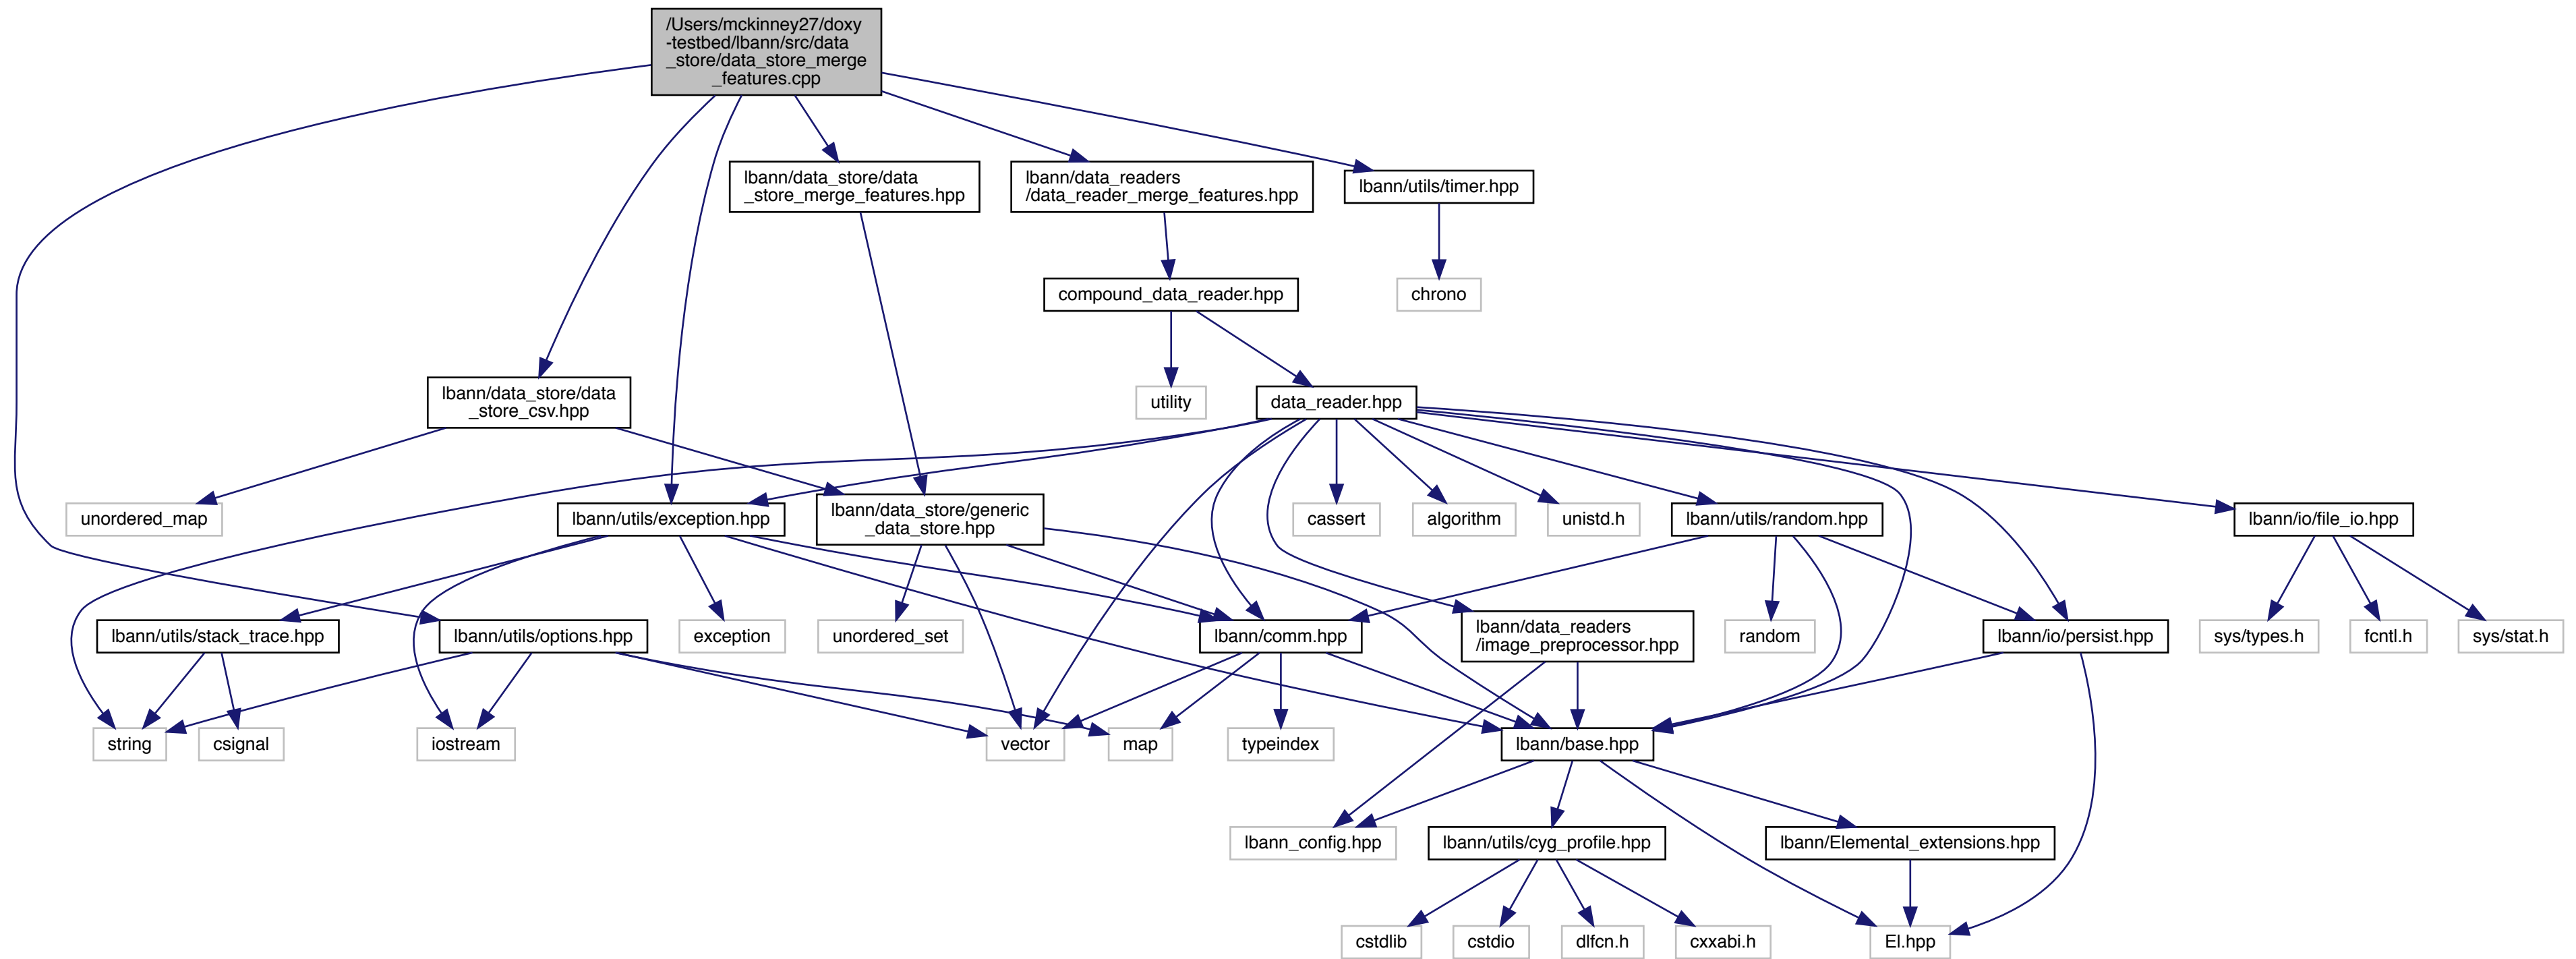 /Users/mckinney27/doxy
-testbed/lbann/src/data
_store/data_store_merge
_features.cpp
lbann/data_store/data
_store_merge_features.hpp
lbann/data_readers
/data_reader_merge_features.hpp
lbann/utils/timer.hpp
compound_data_reader.hpp
chrono
lbann/data_store/data
_store_csv.hpp
utility
data_reader.hpp
unordered_map
lbann/utils/exception.hpp
lbann/data_store/generic
_data_store.hpp
cassert
algorithm
unistd.h
lbann/utils/random.hpp
lbann/io/file_io.hpp
lbann/utils/stack_trace.hpp
lbann/utils/options.hpp
exception
unordered_set
lbann/comm.hpp
lbann/data_readers
/image_preprocessor.hpp
random
lbann/io/persist.hpp
sys/types.h
fcntl.h
sys/stat.h
string
csignal
iostream
vector
map
typeindex
lbann/base.hpp
lbann_config.hpp
lbann/utils/cyg_profile.hpp
lbann/Elemental_extensions.hpp
cstdlib
cstdio
dlfcn.h
cxxabi.h
El.hpp